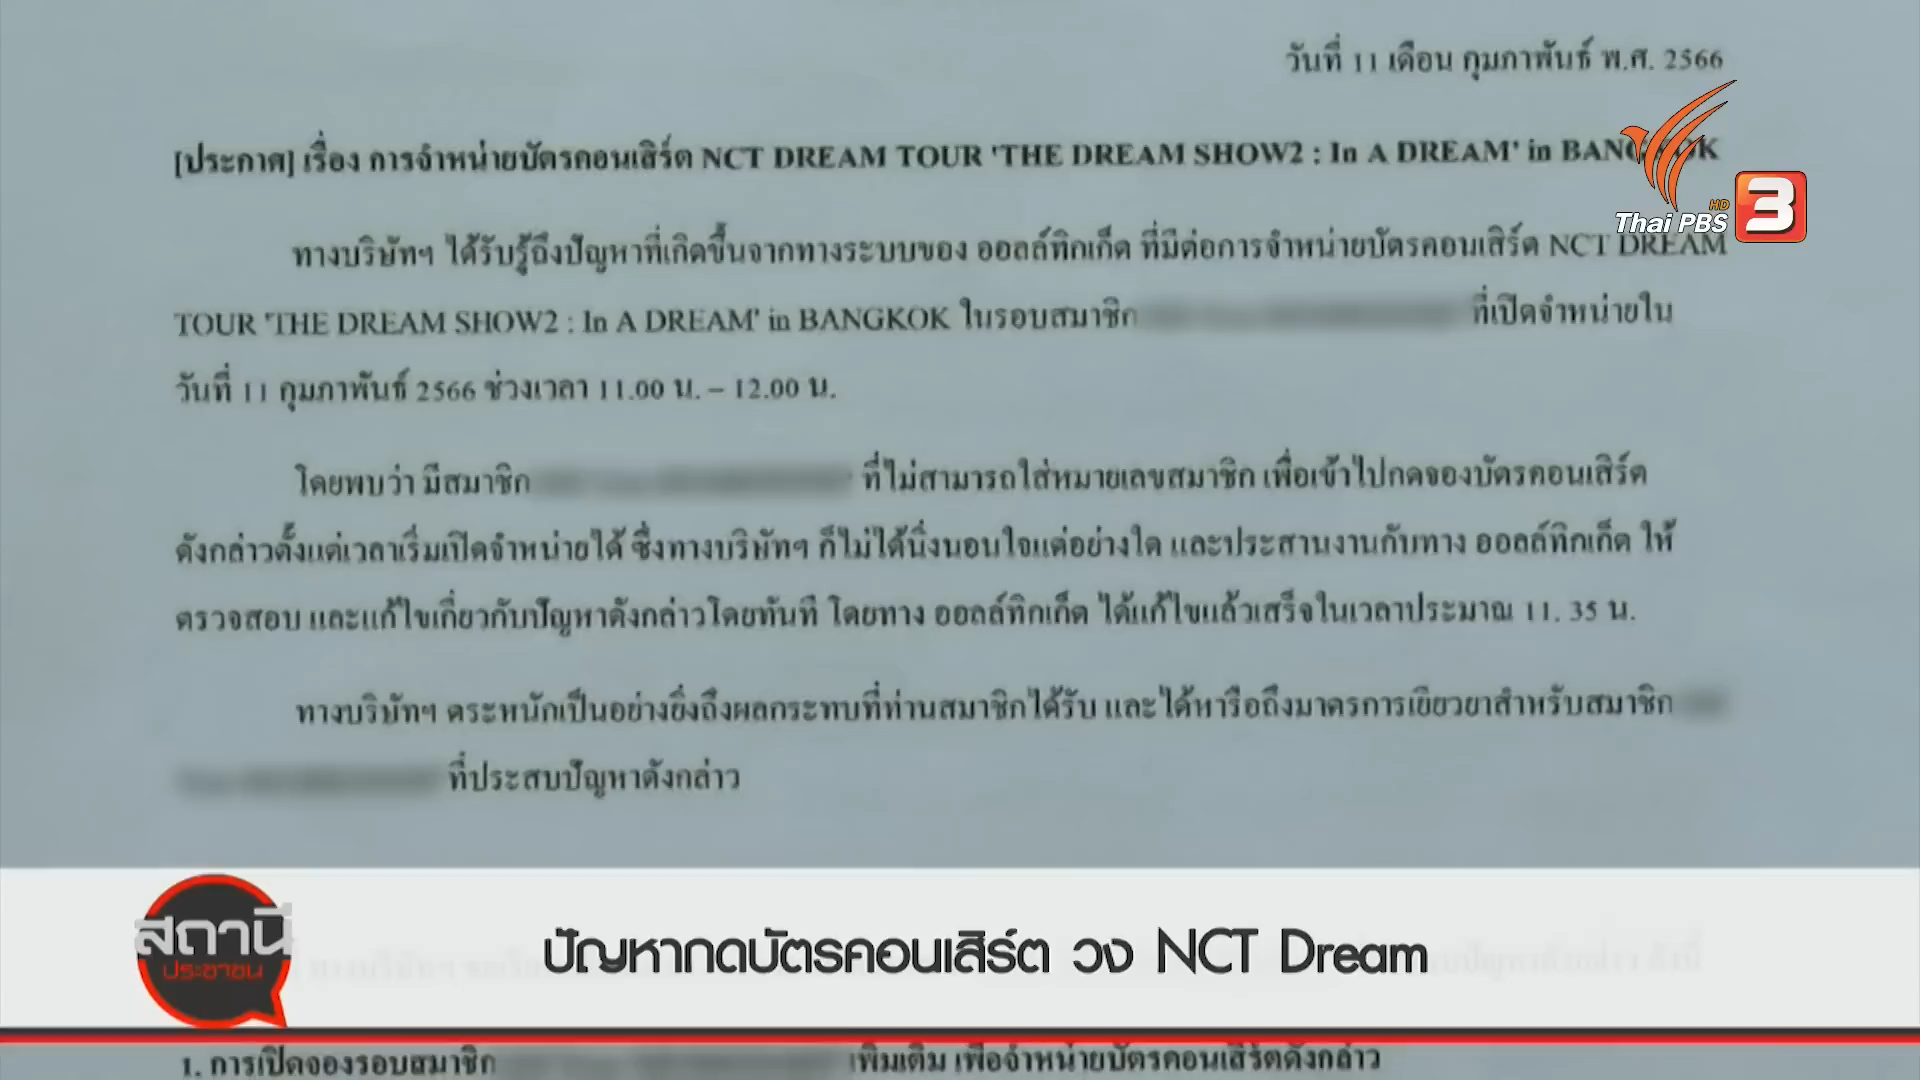 วันที่ 11 เดือน กุมภาพันธ์ พ.ศ. 2566
[ประกาศ] เรื่อง การจำหน่ายบัตรคอนเสิร์ต NCT DREAM TOUR 'THE DREAM SHOW2 : In A DREAM' in BANGKOK
Thai PBS HD 3
ทางบริษัทฯ ได้รับรู้ถึงปัญหาที่เกิดขึ้นจากทางระบบของ ออลล์ทิกเก็ต ที่มีต่อการจำหน่ายบัตรคอนเสิร์ต NCT DREAM
TOUR 'THE DREAM SHOW2 : In A DREAM' in BANGKOK ในรอบสมาชิก ที่เปิดจำหน่ายใน
วันที่ 11 กุมภาพันธ์ 2566 ช่วงเวลา 11.00 น. – 12.00 น.
โดยพบว่า มีสมาชิก ที่ไม่สามารถใส่หมายเลขสมาชิก เพื่อเข้าไปกดจองบัตรคอนเสิร์ต
ดังกล่าวตั้งแต่เวลาเริ่มเปิดจำหน่ายได้ ซึ่งทางบริษัทฯ ก็ไม่ได้นิ่งนอนใจแต่อย่างใด และประสานงานกับทาง ออลล์ทิกเก็ต ให้
ตรวจสอบ และแก้ไขเกี่ยวกับปัญหาดังกล่าวโดยทันที โดยทาง ออลล์ทิกเก็ต ได้แก้ไขแล้วเสร็จในเวลาประมาณ 11. 35 น.
ทางบริษัทฯ ตระหนักเป็นอย่างยิ่งถึงผลกระทบที่ท่านสมาชิกได้รับ และได้หารือถึงมาตรการเยียวยาสำหรับสมาชิก
ที่ประสบปัญหาดังกล่าว
สถานี
ประชาชน
ปัญหากดบัตรคอนเสิร์ต วง NCT Dream
1. การเปิดจองรอบสมาชิก เพิ่มเติม เพื่อจำหน่ายบัตรคอนเสิร์ตดังกล่าว